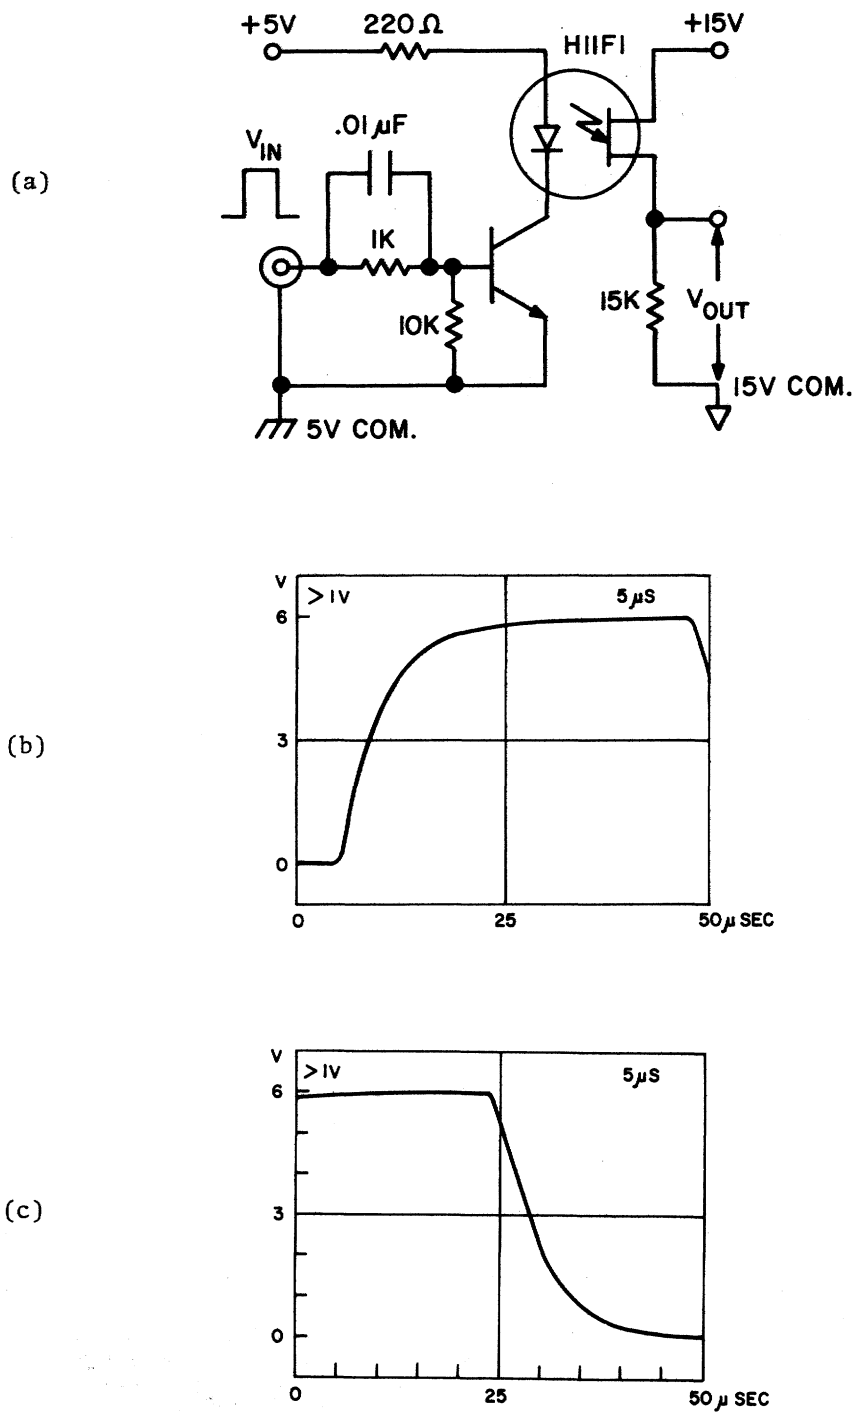 +5V
220Ω
H11F1
+15V
.01µF
VIN
(a)
1K
10K
15K
VOUT
15V COM.
5V COM.
V
>1V
5µS
6
(b)
3
0
0
25
50µ SEC
V
>1V
5µS
6
(c)
3
0
0
25
50µ SEC